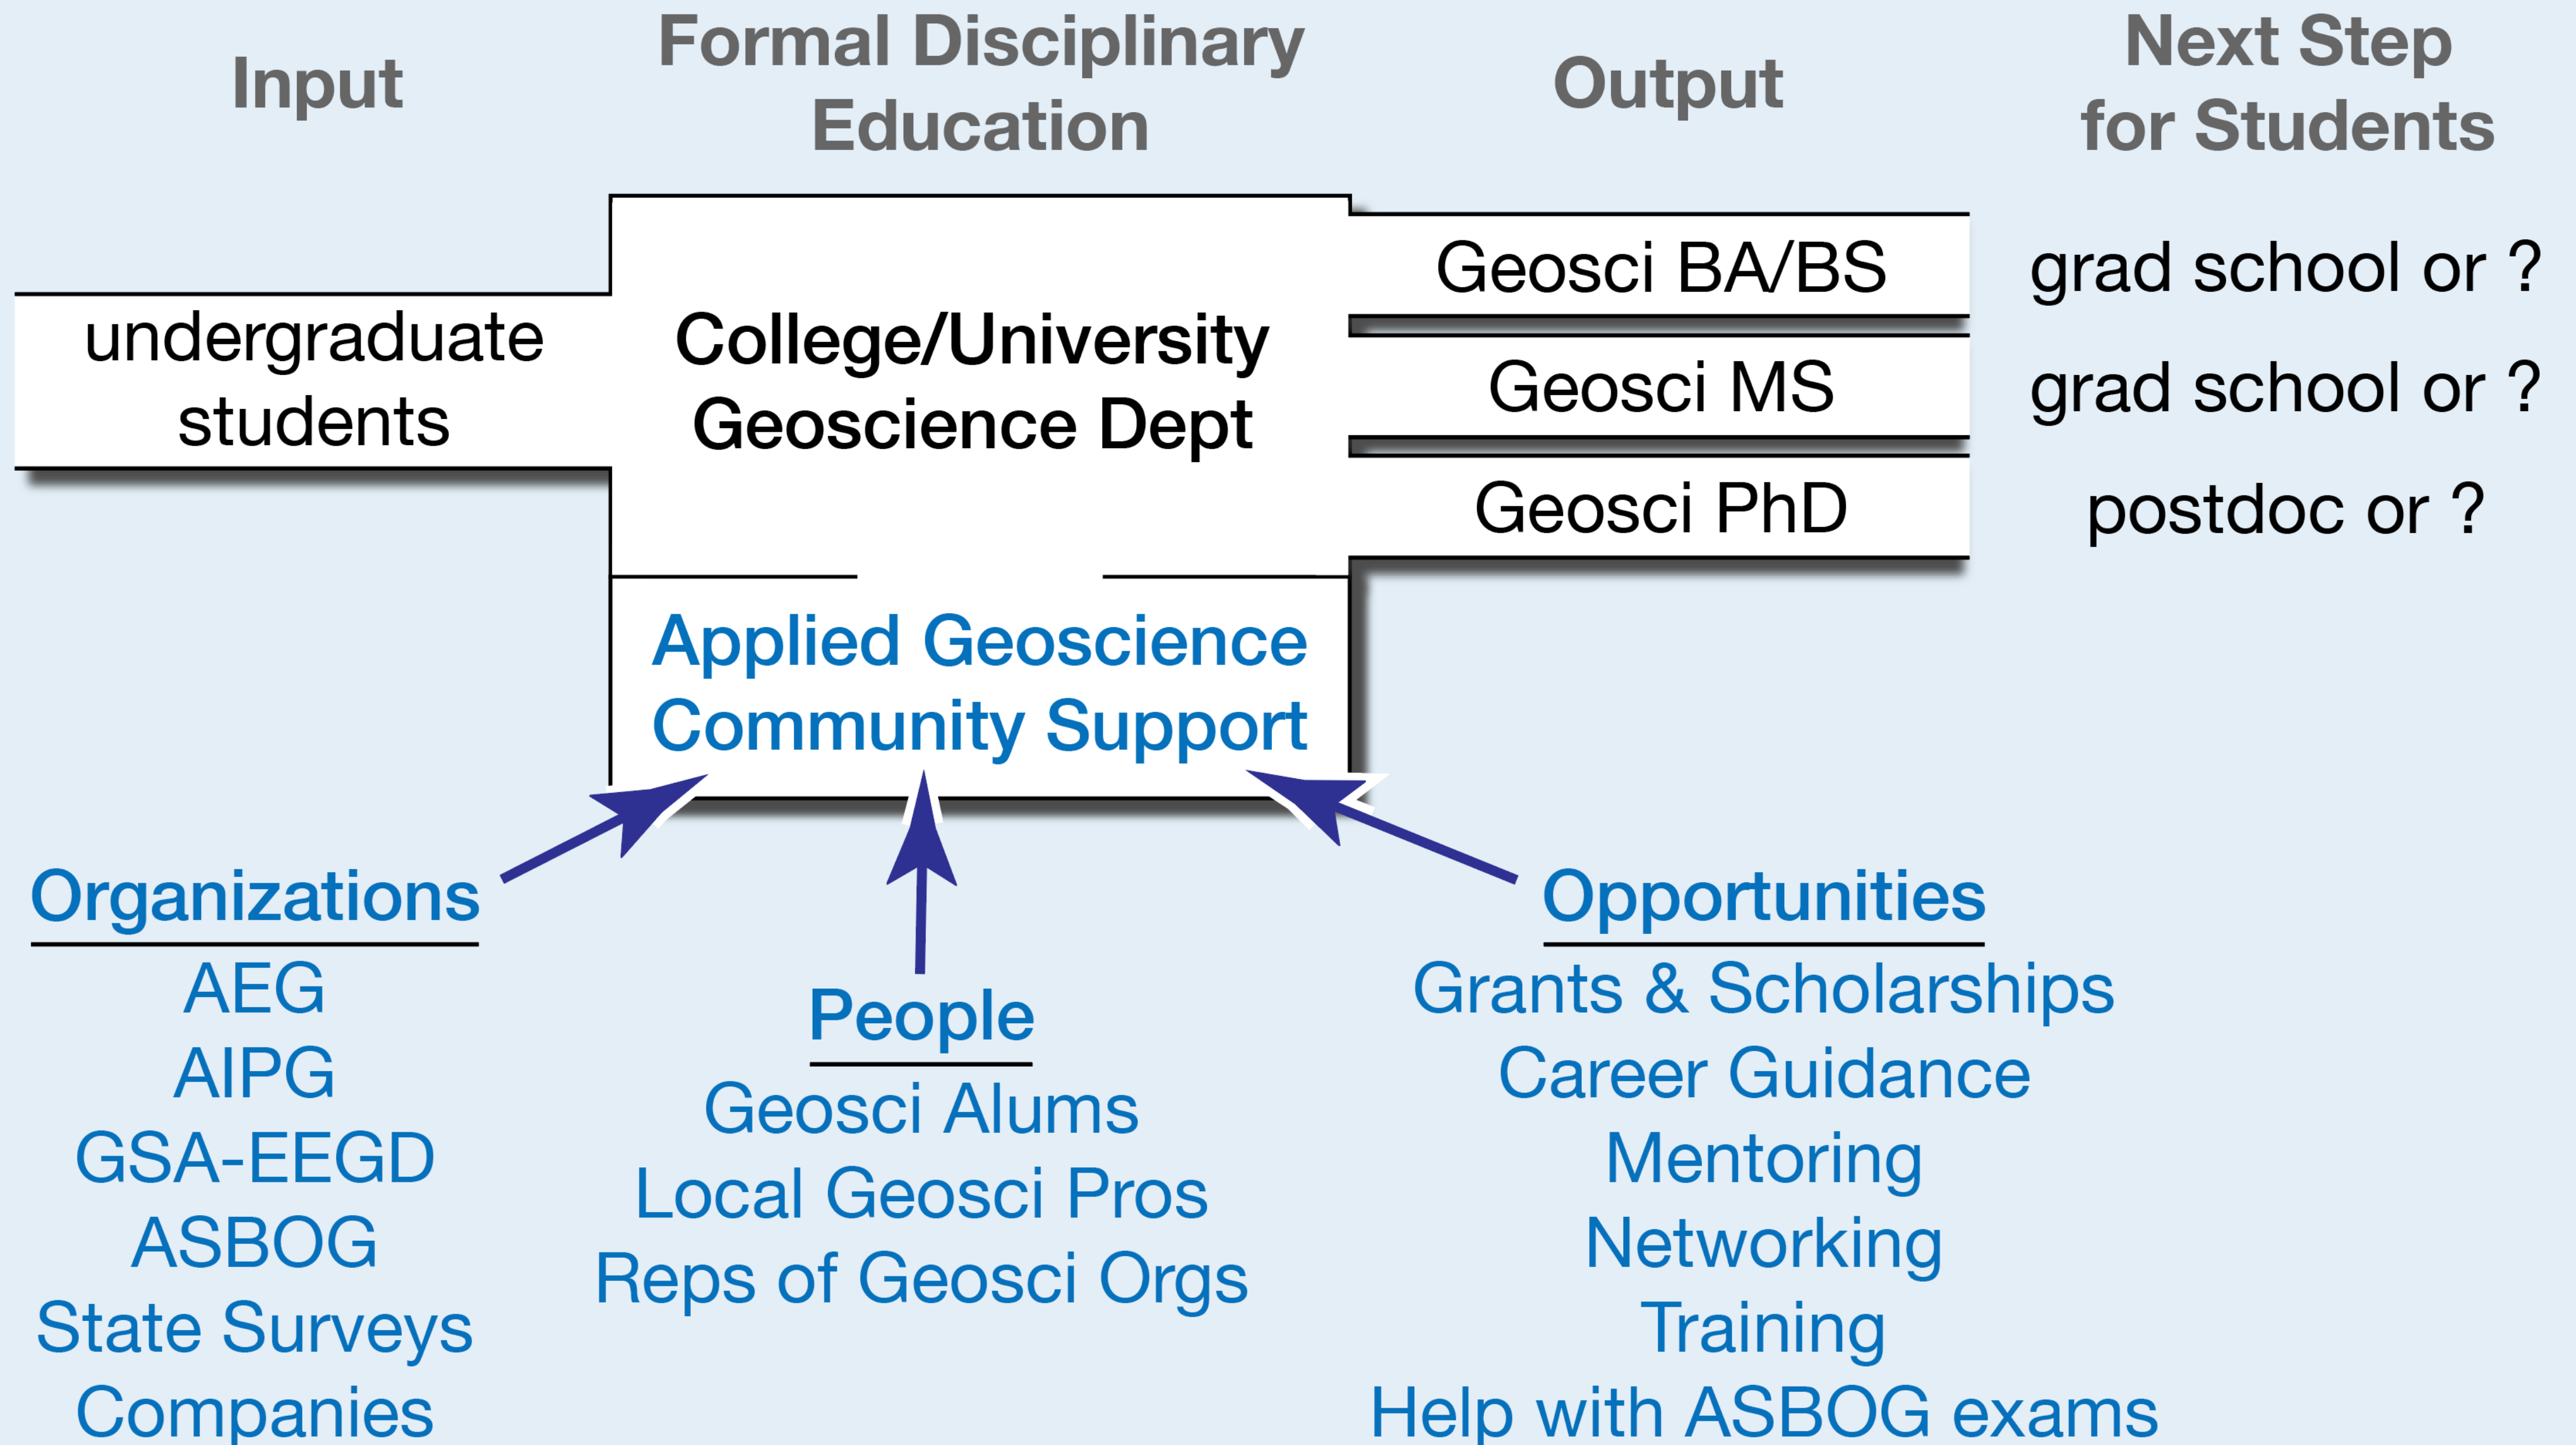 Input
Formal Disciplinary
Education
Output
Next Step
for Students
undergraduate
students
College/University
Geoscience Dept
Geosci BA/BS
grad school or ?
Geosci MS
grad school or ?
Geosci PhD
postdoc or ?
Applied Geoscience
Community Support
Organizations
AEG
AIPG
GSA-EEGD
ASBOG
State Surveys
Companies
People
Geosci Alums
Local Geosci Pros
Reps of Geosci Orgs
Opportunities
Grants & Scholarships
Career Guidance
Mentoring
Networking
Training
Help with ASBOG exams